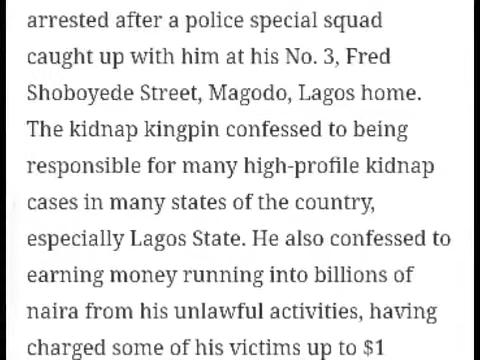 arrested after a police special squad
caught up with him at his No. 3, Fred
Shoboyede Street, Magodo, Lagos home.
The kidnap kingpin confessed to being
responsible for many high-profile kidnap
cases in many states of the country,
especially Lagos State. He also confessed to
earning money running into billions of
naira from his unlawful activities, having
charged some of his victims up to $1